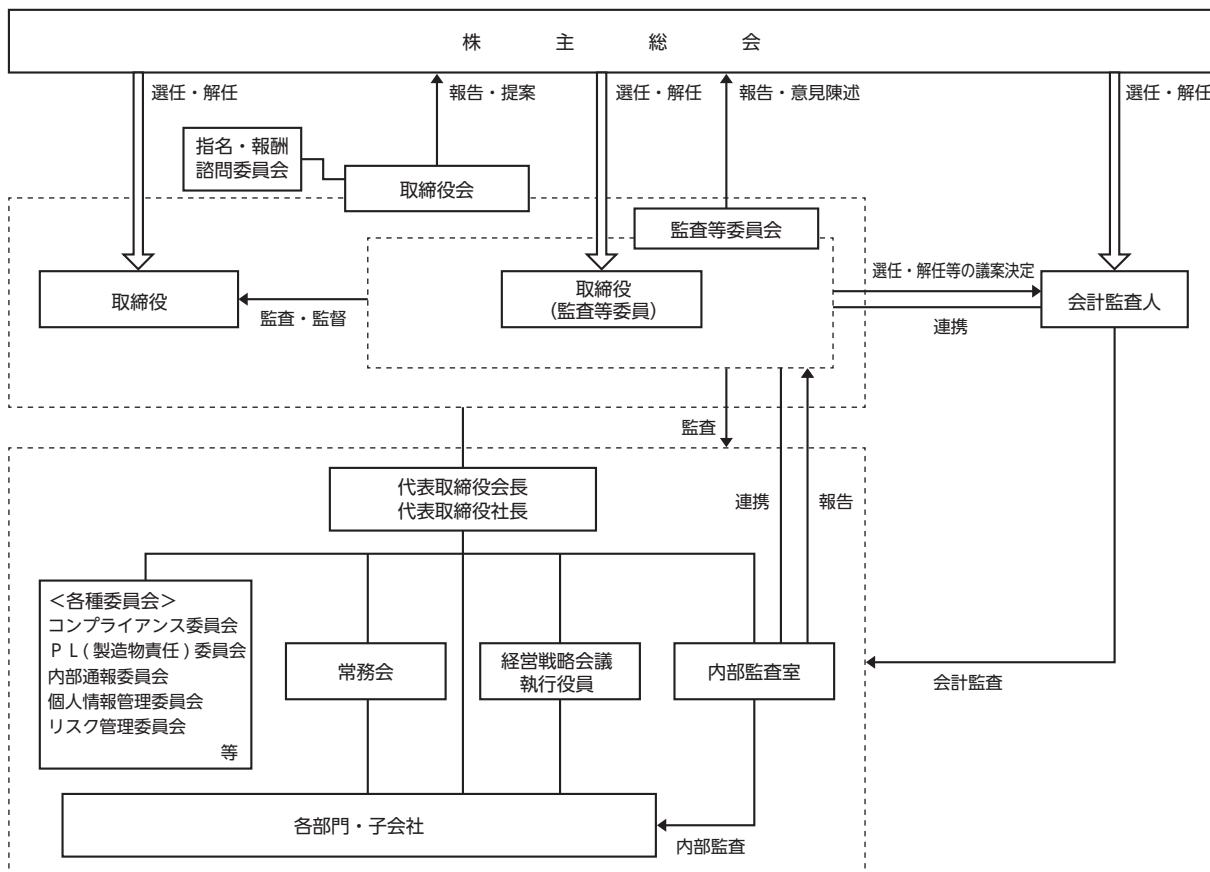 株主総会
選任・解任
報告・提案
選任・解任
報告・意見陳述
選任・解任
指名・報酬
諮問委員会
取締役会
監査等委員会
取締役
監査・監督
取締役
(監査等委員)
選任・解任等の議案決定
会計監査人
連携
監査
代表取締役会長
代表取締役社長
連携
報告
<各種委員会>
コンプライアンス委員会
PL(製造物責任)委員会
内部通報委員会
個人情報管理委員会
リスク管理委員会
等
常務会
経営戦略会議
執行役員
内部監査室
会計監査
各部門・子会社
内部監査